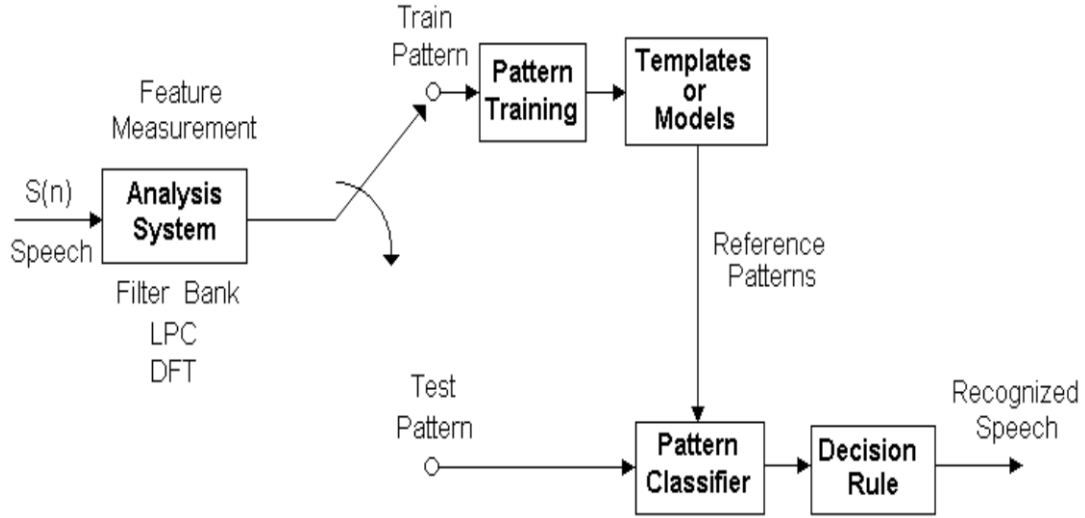 Train
Pattern
Pattern
Training
Templates
or
Models
Feature
Measurement
S(n)
Speech
Analysis
System
Filter Bank
LPC
DFT
Reference
Patterns
Test
Pattern
Pattern
Classifier
Decision
Rule
Recognized
Speech